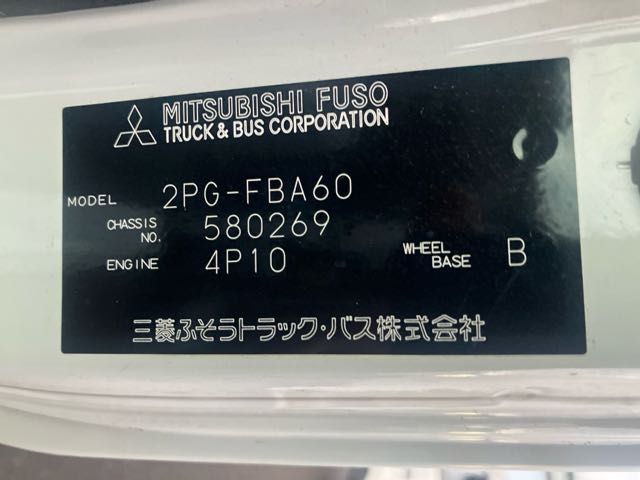 MITSUBISHI FUSO
TRUCK & BUS CORPORATION
MODEL 2PG-FBA60
CHASSIS NO. 580269
ENGINE 4P10 WHEEL BASE B
三菱ふそうトラック・バス株式会社